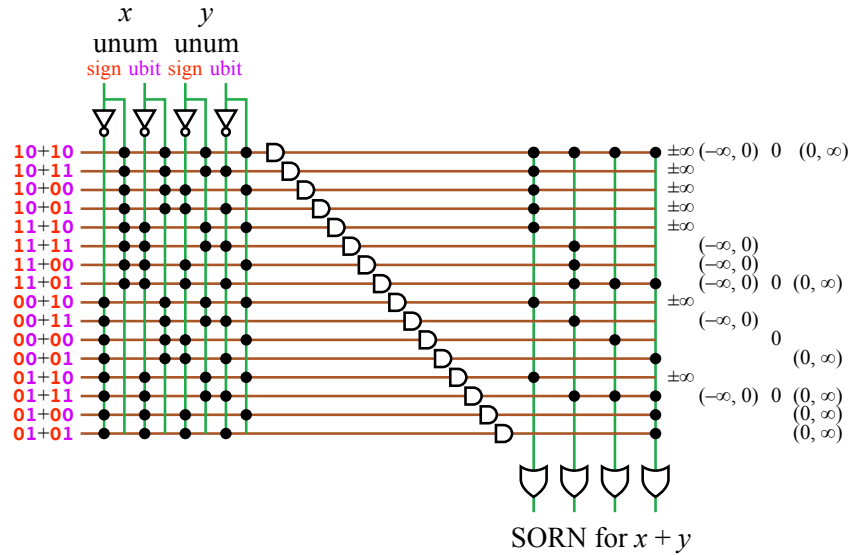 x y
unum unum
sign ubit sign ubit
10+10 ±∞ (−∞, 0) 0 (0, ∞)
10+11 ±∞
10+00 ±∞
10+01 ±∞
11+10 ±∞
11+11 (−∞, 0)
11+00 (−∞, 0)
11+01 (−∞, 0) 0 (0, ∞)
00+10 ±∞
00+11 (−∞, 0)
00+00 0
00+01 (0, ∞)
01+10 ±∞
01+11 (−∞, 0) 0 (0, ∞)
01+00 (0, ∞)
01+01 (0, ∞)
SORN for x + y